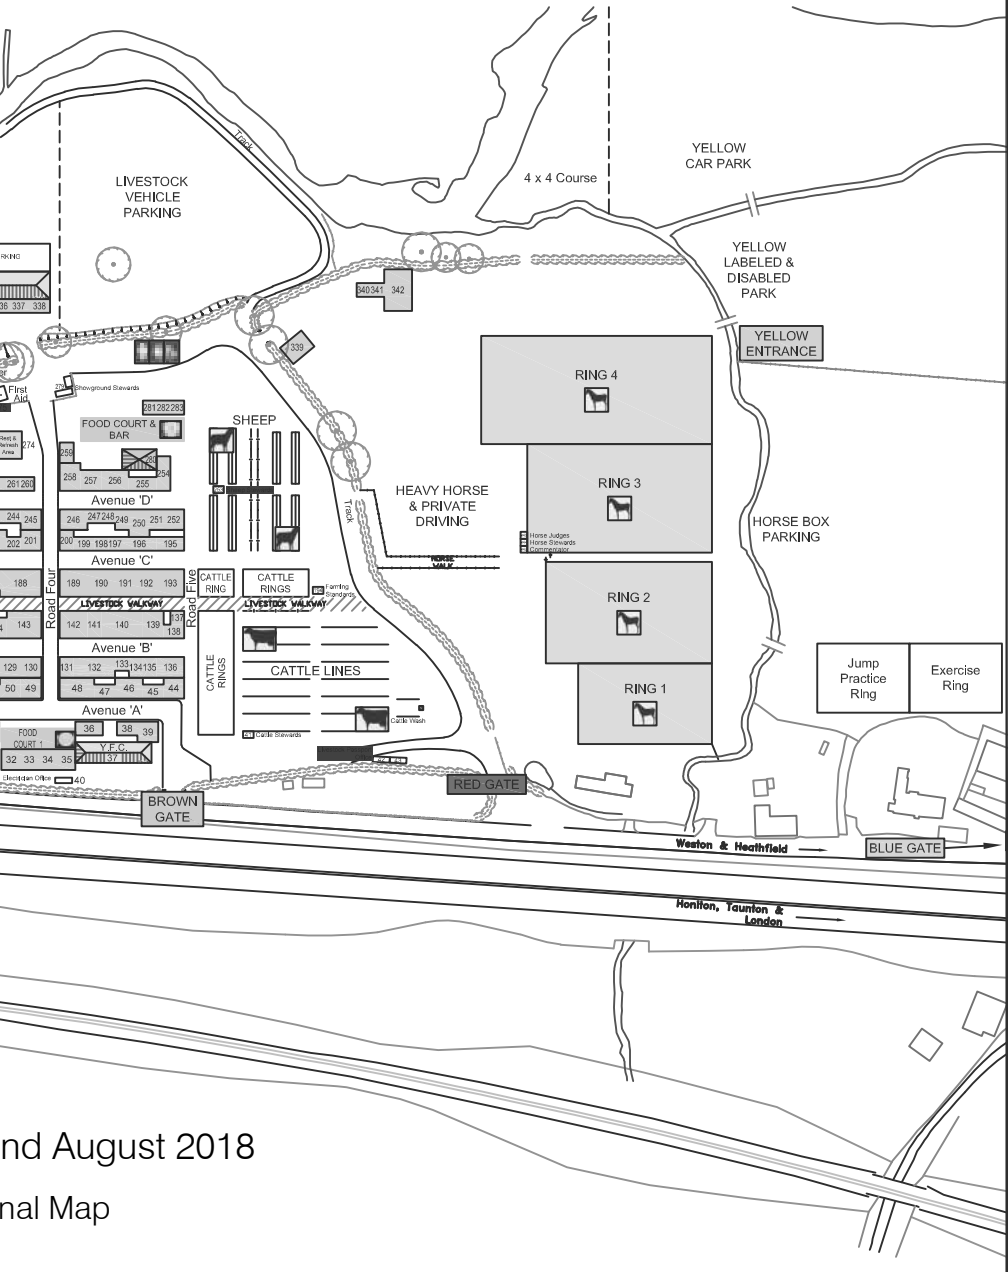 YELLOW
CAR PARK
4 x 4 Course
Track
LIVESTOCK
VEHICLE
PARKING
YELLOW
LABELED &
DISABLED
PARK
RKING
36 337 338
340 341 342
339
YELLOW
ENTRANCE
RING 4
First
Aid
Showground Stewards
281 282 283
FOOD COURT &
BAR
SHEEP
Rest &
Refresh
Area
274
259
258 257 256 255 254
280
261 260
Avenue 'D'
HEAVY HORSE
& PRIVATE
DRIVING
Track
RING 3
244 245
246 247 248 249 250 251 252
202 201
200 199 198 197 196 195
HORSE BOX
PARKING
Horse Judges
Horse Stewards
Commentator
HORSE
WALK
Avenue 'C'
188
189 190 191 192 193
Road Four
Road Five
CATTLE
RING
CATTLE
RINGS
Farming
Standards
LIVESTOCK WALKWAY
LIVESTOCK WALKWAY
RING 2
143
142 141 140 139 137
138
Avenue 'B'
CATTLE
RINGS
CATTLE LINES
129 130
131 132 133 134 135 136
50 49
48 47 46 45 44
Jump
Practice
Ring
Exercise
Ring
RING 1
Avenue 'A'
Cattle Wash
Cattle Stewards
FOOD
COURT 1
36 38 39
Y.F.C.
37
32 33 34 35
Electrician Office
40
RED GATE
BROWN
GATE
Weston & Heathfield
BLUE GATE
Honiton, Taunton &
London
nd August 2018
nal Map